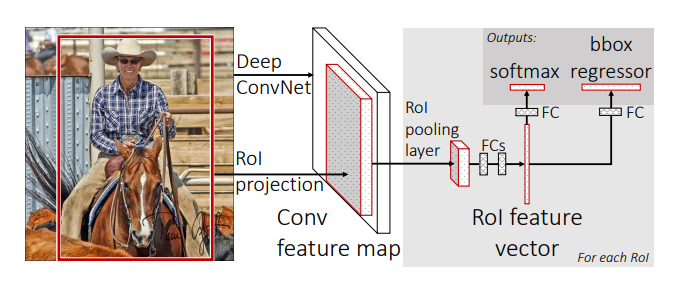 Outputs:
bbox
softmax regressor
Deep
ConvNet
FC
FC
RoI
pooling
layer
FCs
RoI
projection
Conv
feature map
RoI feature
vector
For each RoI